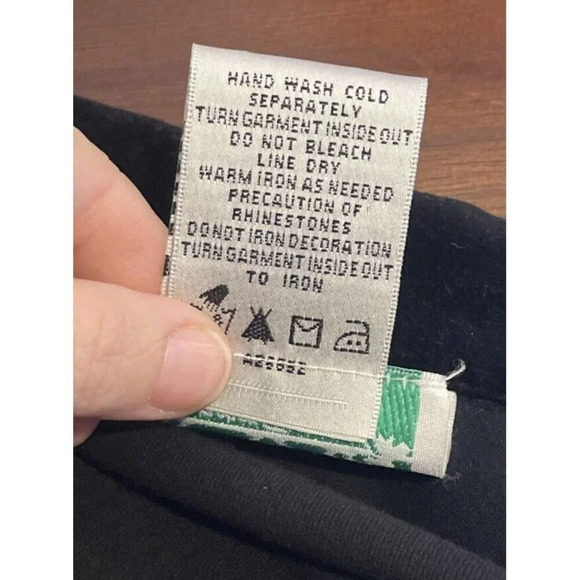 HAND WASH COLD
SEPARATELY
TURN GARMENT INSIDE OUT
DO NOT BLEACH
LINE DRY
WARM IRON AS NEEDED
PRECAUTION OF
RHINESTONES
DO NOT IRON DECORATION
TURN GARMENT INSIDE OUT
TO IRON